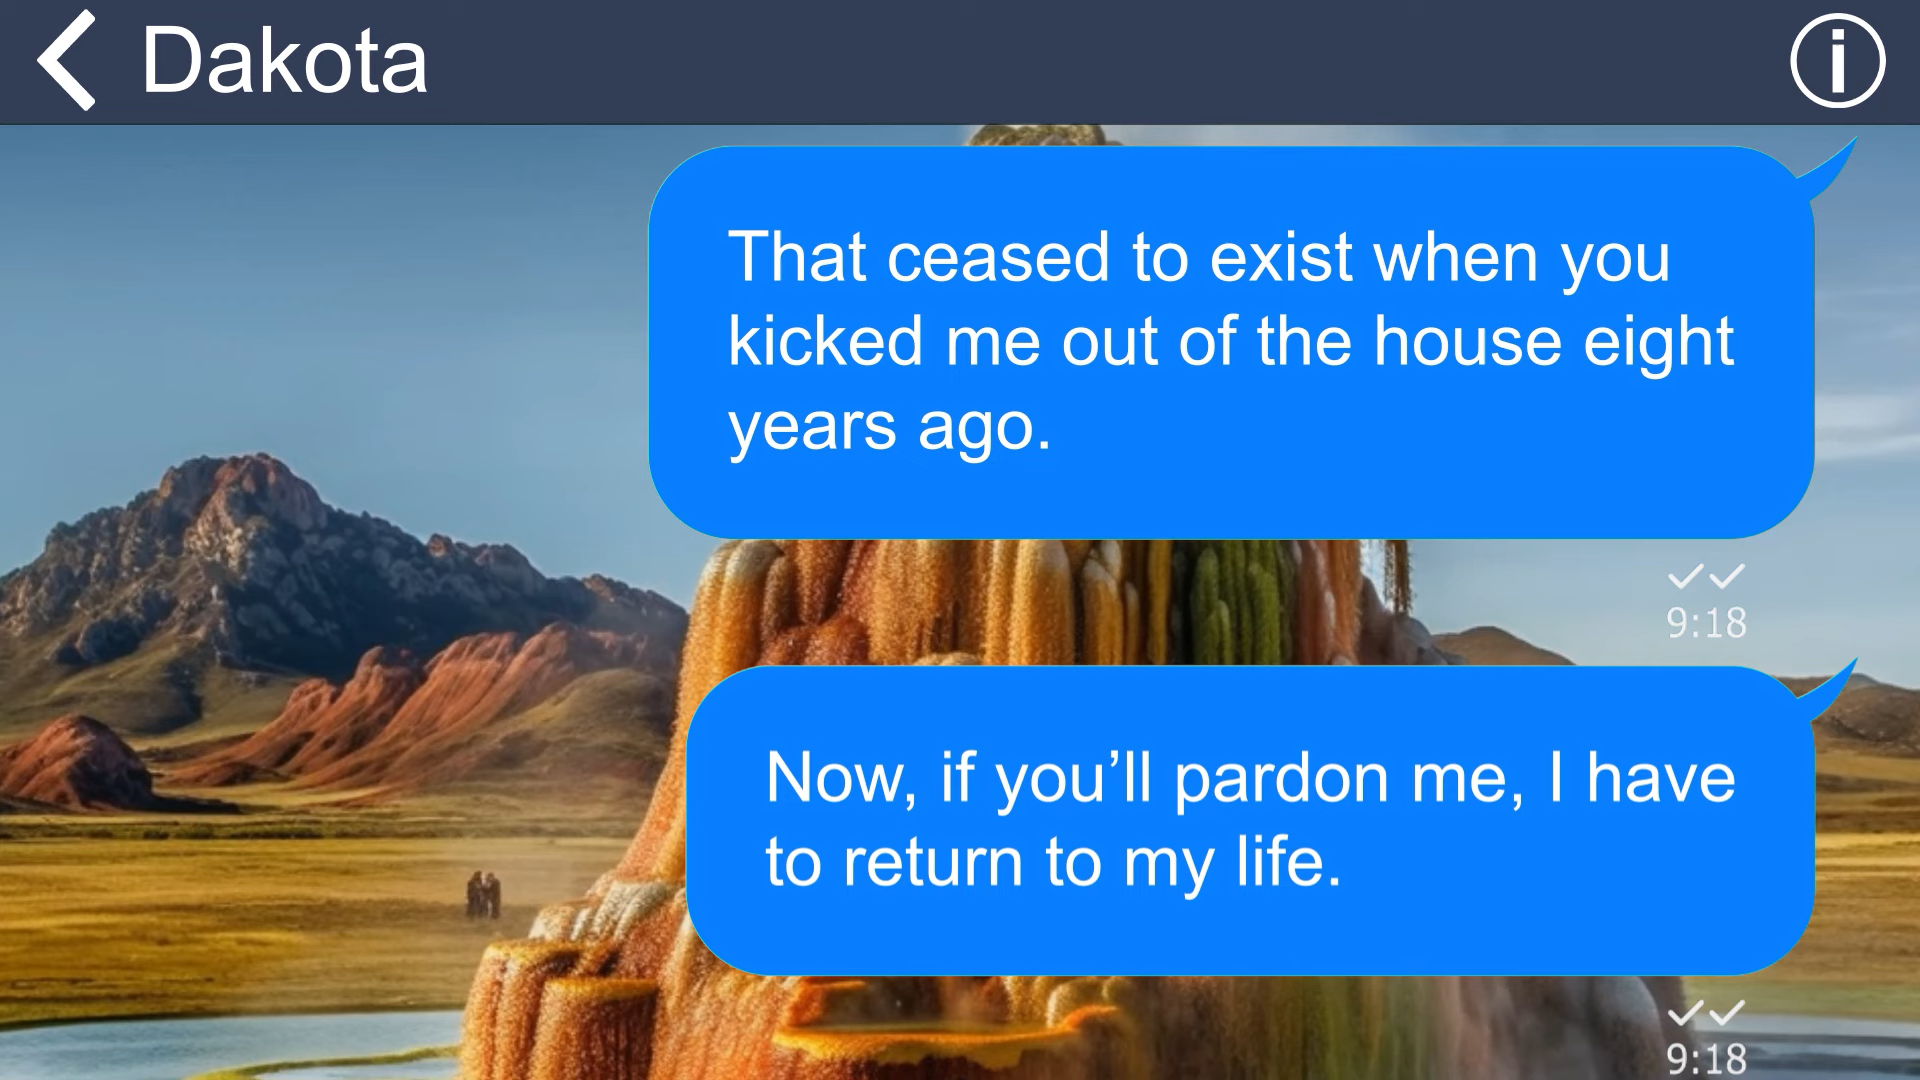 Dakota
That ceased to exist when you
kicked me out of the house eight
years ago.
9:18
Now, if you’ll pardon me, I have
to return to my life.
9:18